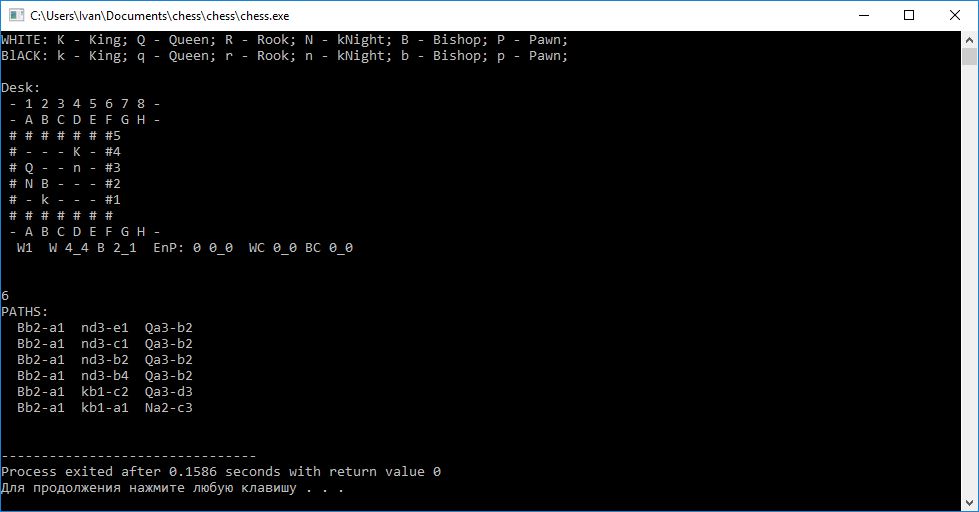 C:\Users\Ivan\Documents\chess\chess\chess.exe
WHITE: K - King; Q - Queen; R - Rook; N - kNight; B - Bishop; P - Pawn;
BlACK: k - King; q - Queen; r - Rook; n - kNight; b - Bishop; p - Pawn;
Desk:
- 1 2 3 4 5 6 7 8 -
- A B C D E F G H -
# # # # # # #5
# - - - K - #4
# Q - - n - #3
# N B - - - #2
# - k - - - #1
# # # # # # #
- A B C D E F G H -
W1  W 4_4 B 2_1  EnP: 0 0_0  WC 0_0 BC 0_0
6
PATHS:
Bb2-a1  nd3-e1  Qa3-b2
Bb2-a1  nd3-c1  Qa3-b2
Bb2-a1  nd3-b2  Qa3-b2
Bb2-a1  nd3-b4  Qa3-b2
Bb2-a1  kb1-c2  Qa3-d3
Bb2-a1  kb1-a1  Na2-c3
--------------------------------
Process exited after 0.1586 seconds with return value 0
Для продолжения нажмите любую клавишу . . .